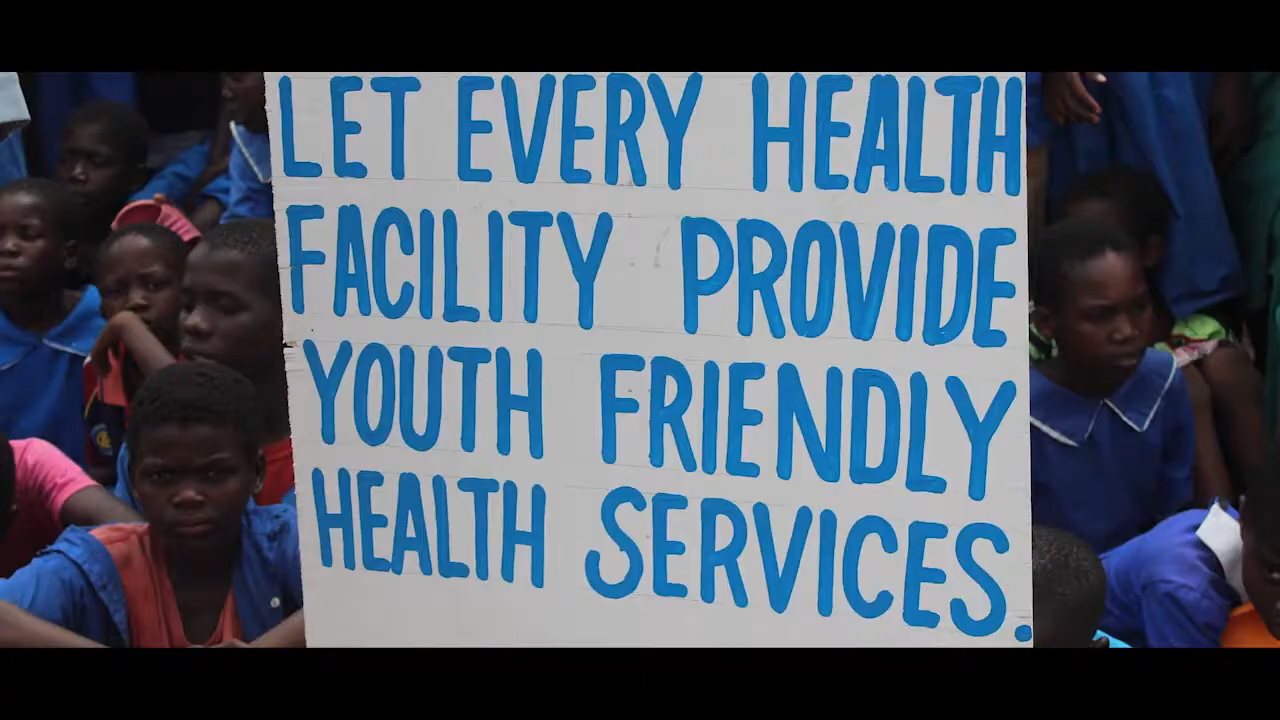 LET EVERY HEALTH
FACILITY PROVIDE
YOUTH FRIENDLY
HEALTH SERVICES.